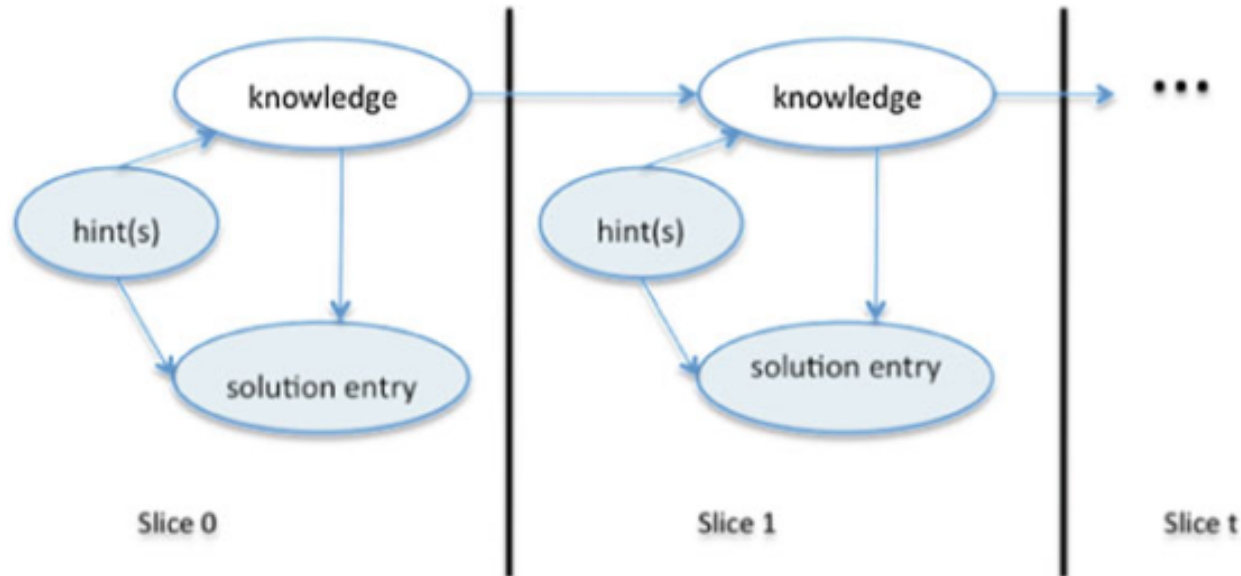 knowledge
knowledge
...
hint(s)
hint(s)
solution entry
solution entry
Slice 0
Slice 1
Slice t